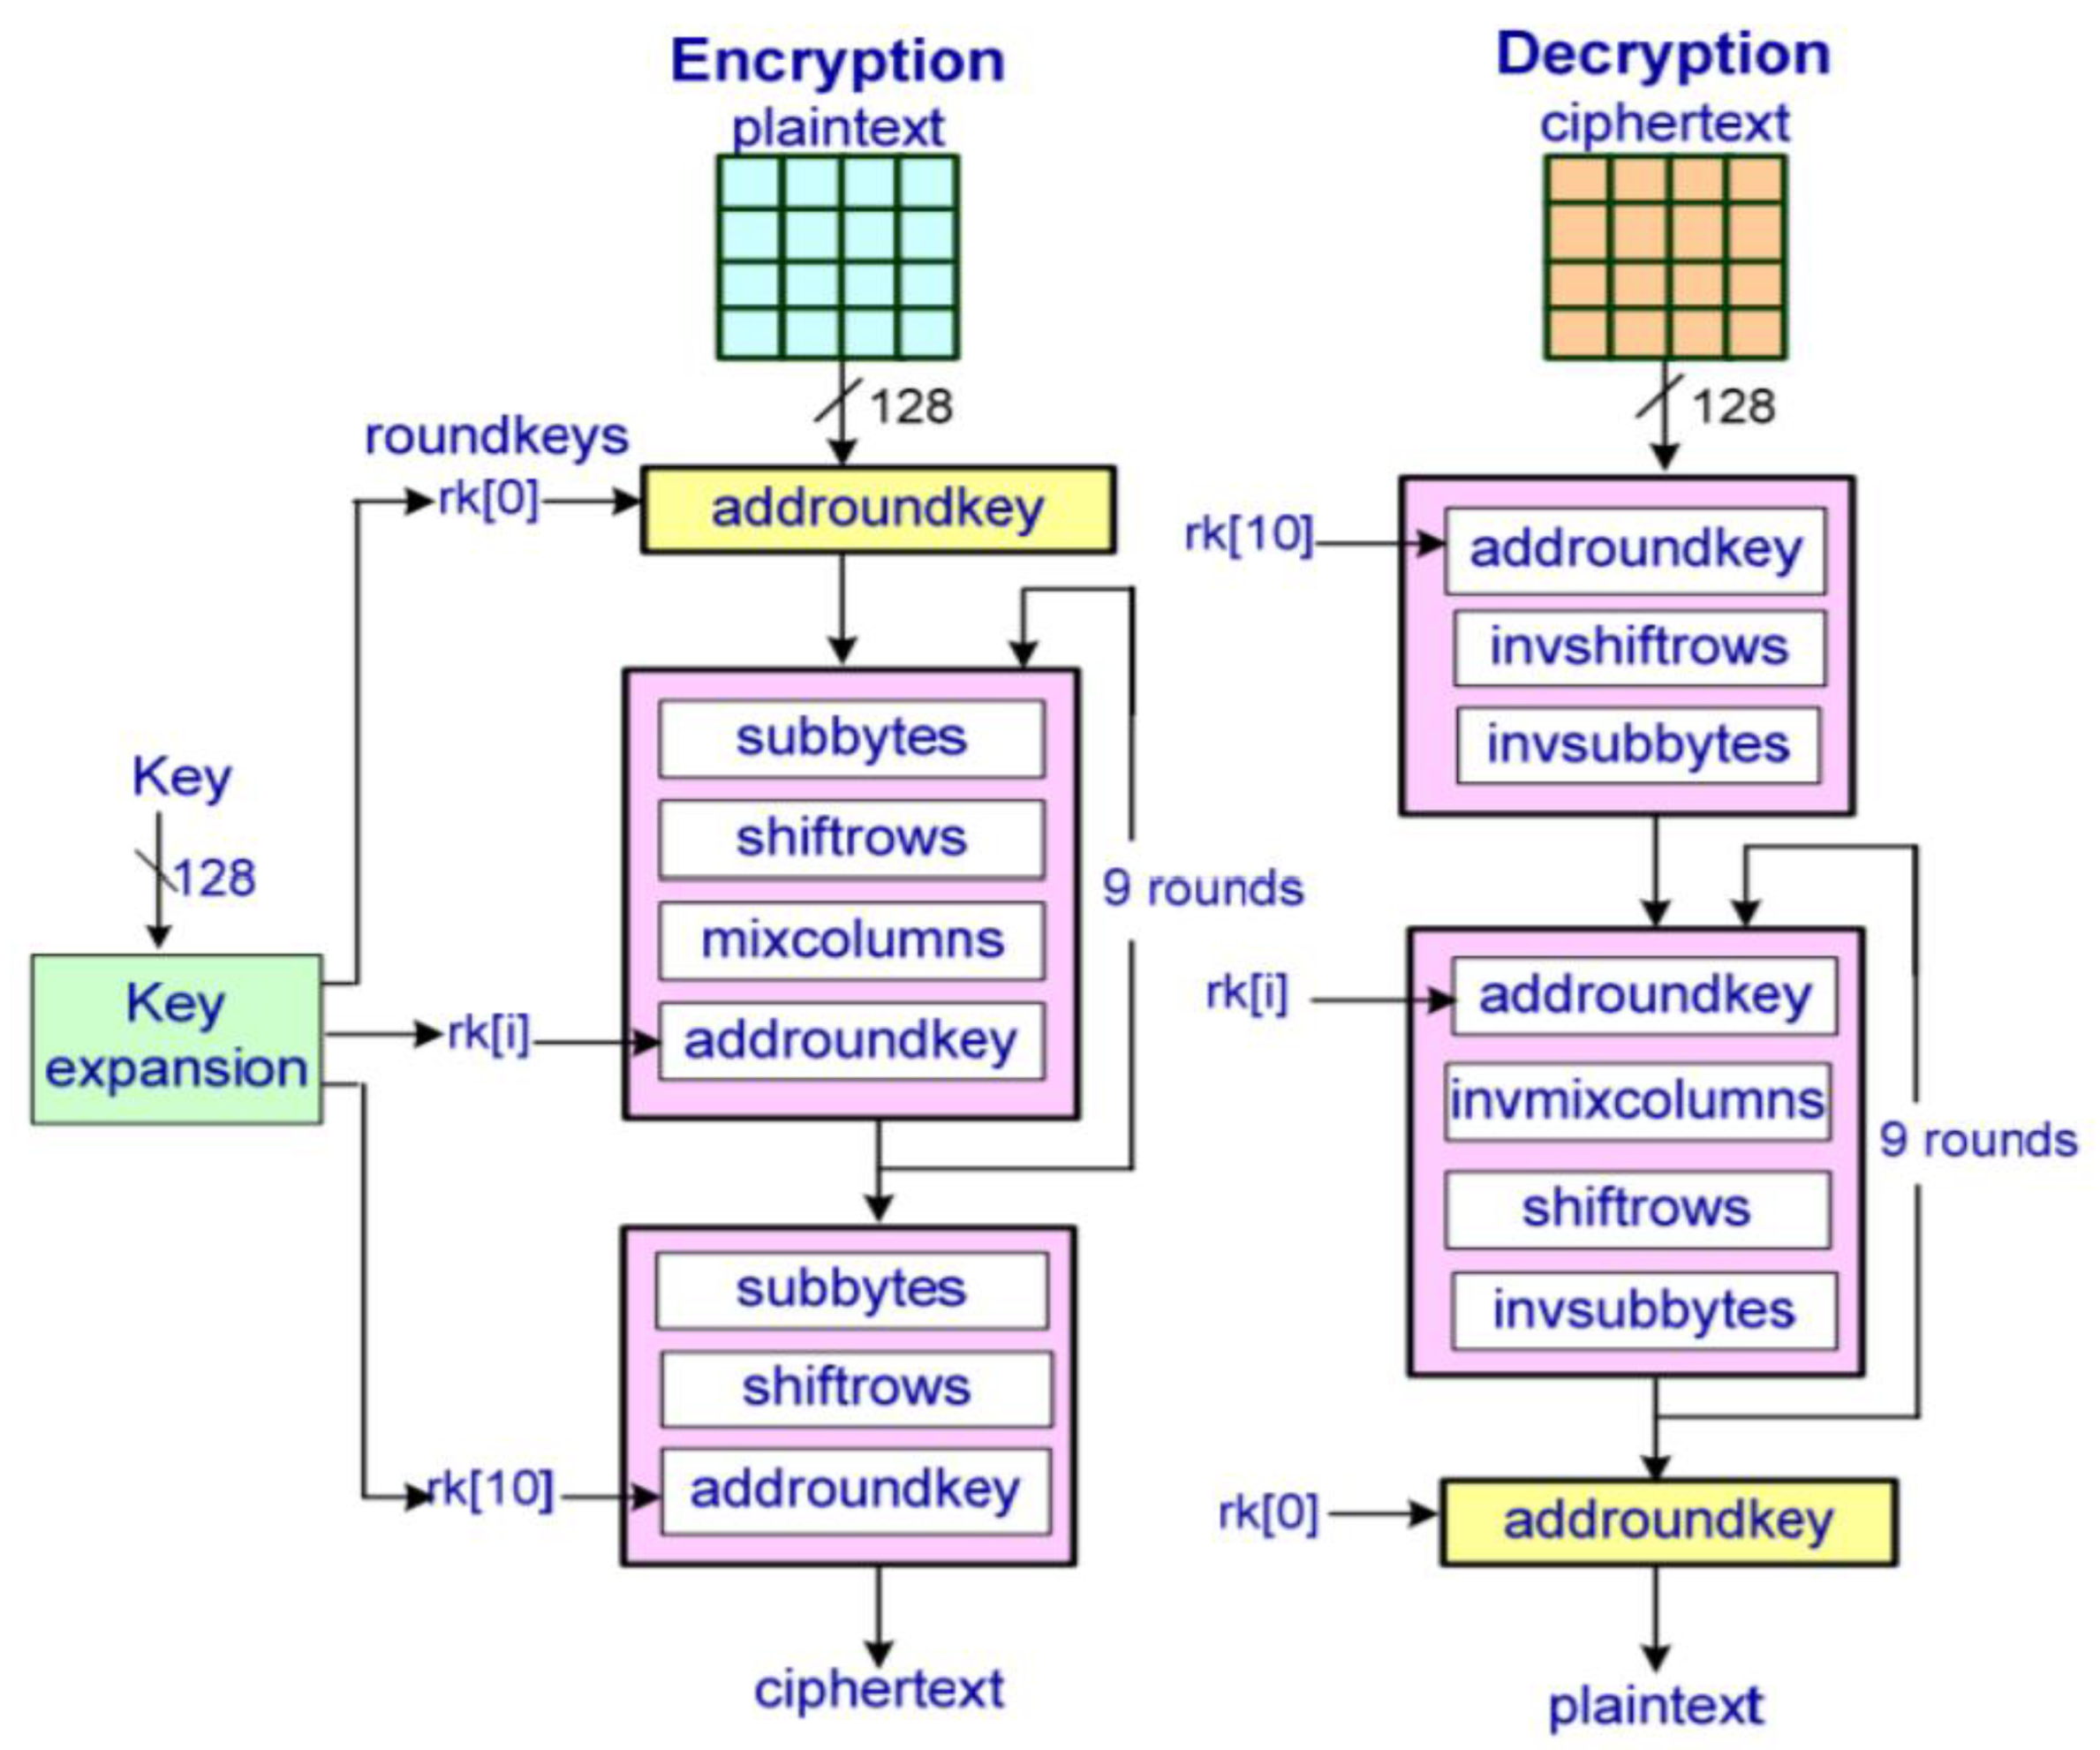 Encryption
plaintext
128
roundkeys
rk[0]
addroundkey
subbytes
shiftrows
mixcolumns
addroundkey
9 rounds
Key
128
Key
expansion
rk[i]
subbytes
shiftrows
addroundkey
rk[10]
ciphertext
Decryption
ciphertext
128
rk[10]
addroundkey
invshiftrows
invsubbytes
rk[i]
addroundkey
invmixcolumns
shiftrows
invsubbytes
9 rounds
rk[0]
addroundkey
plaintext